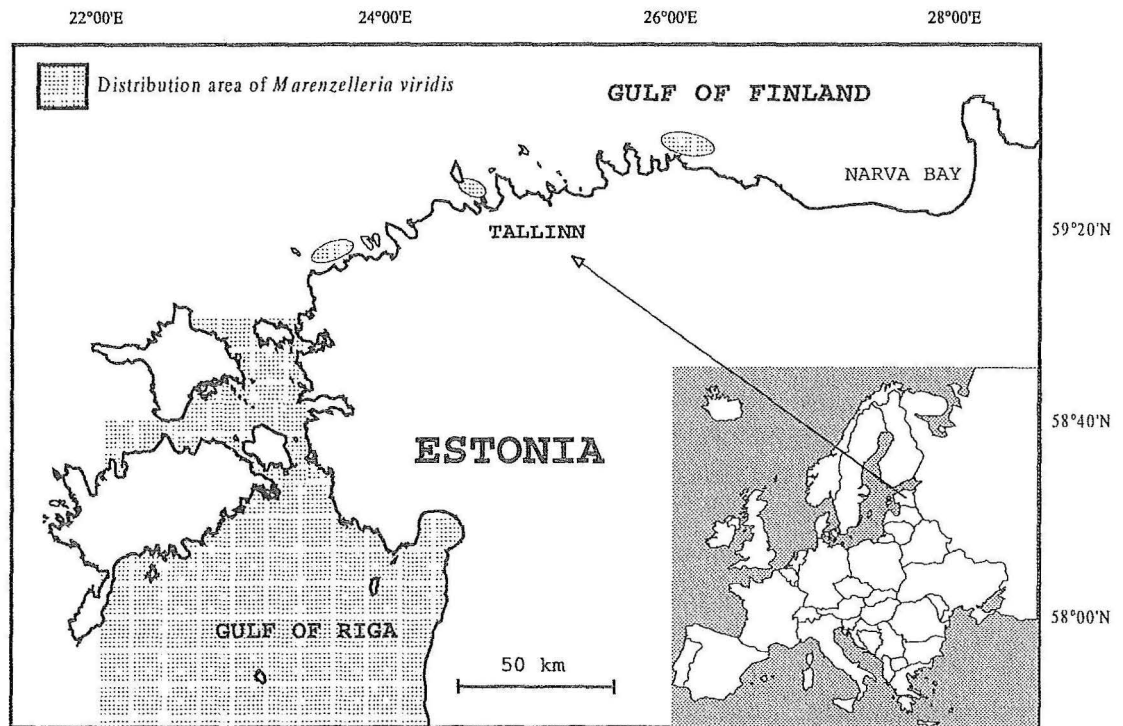 22°00'E 24°00'E 26°00'E 28°00'E
Distribution area of Marenzelleria viridis
GULF OF FINLAND
NARVA BAY
TALLINN
59°20'N
58°40'N
ESTONIA
58°00'N
GULF OF RIGA
50 km